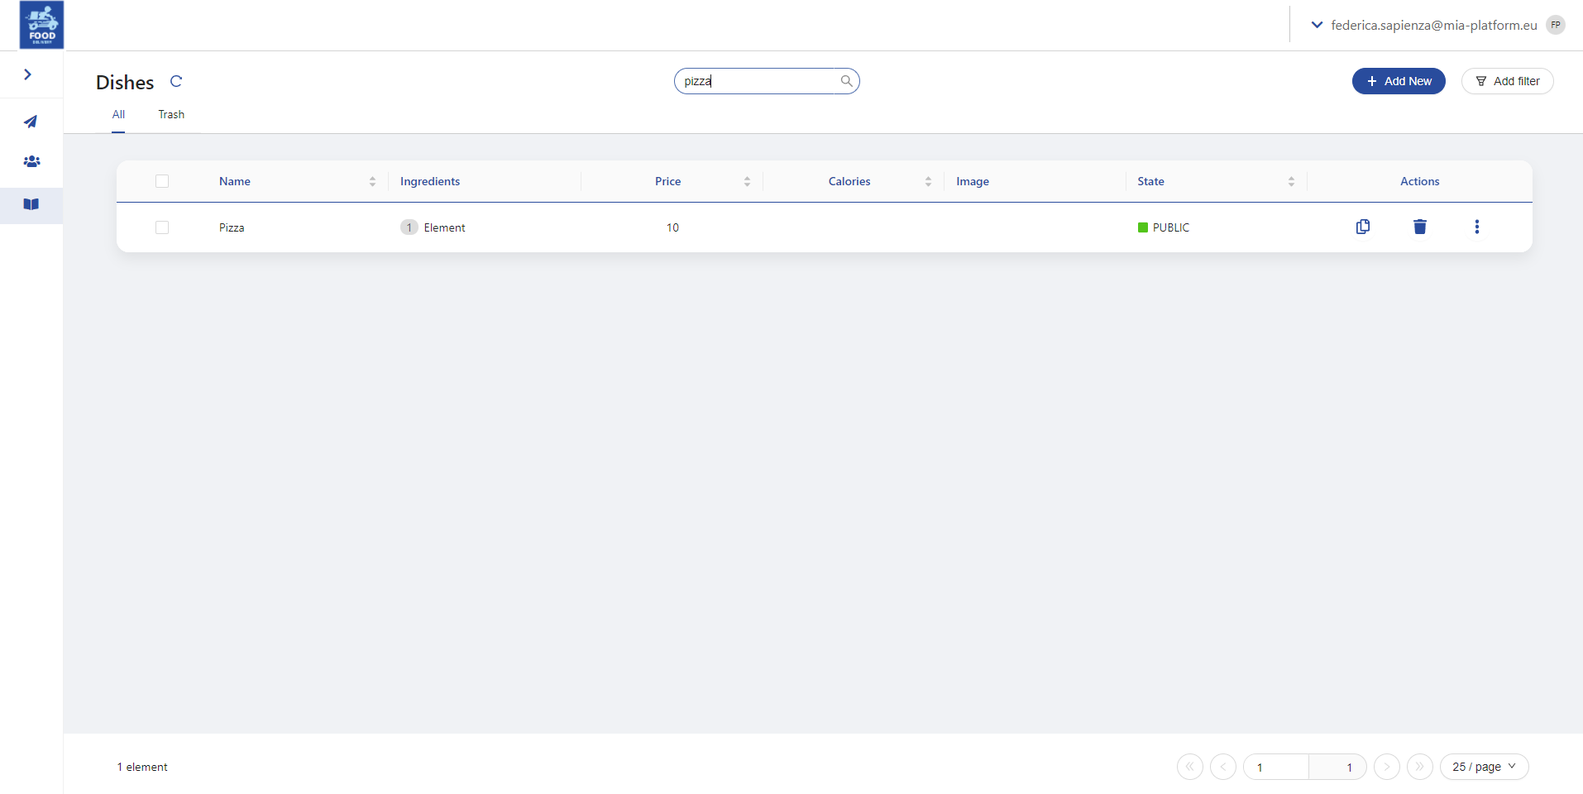 FOOD
DELIVERY
federica.sapienza@mia-platform.eu FP
Dishes
pizza
Add New
Add filter
All Trash
Name Ingredients Price Calories Image State Actions
Pizza 1 Element 10 PUBLIC
1 element
1 1 25 / page